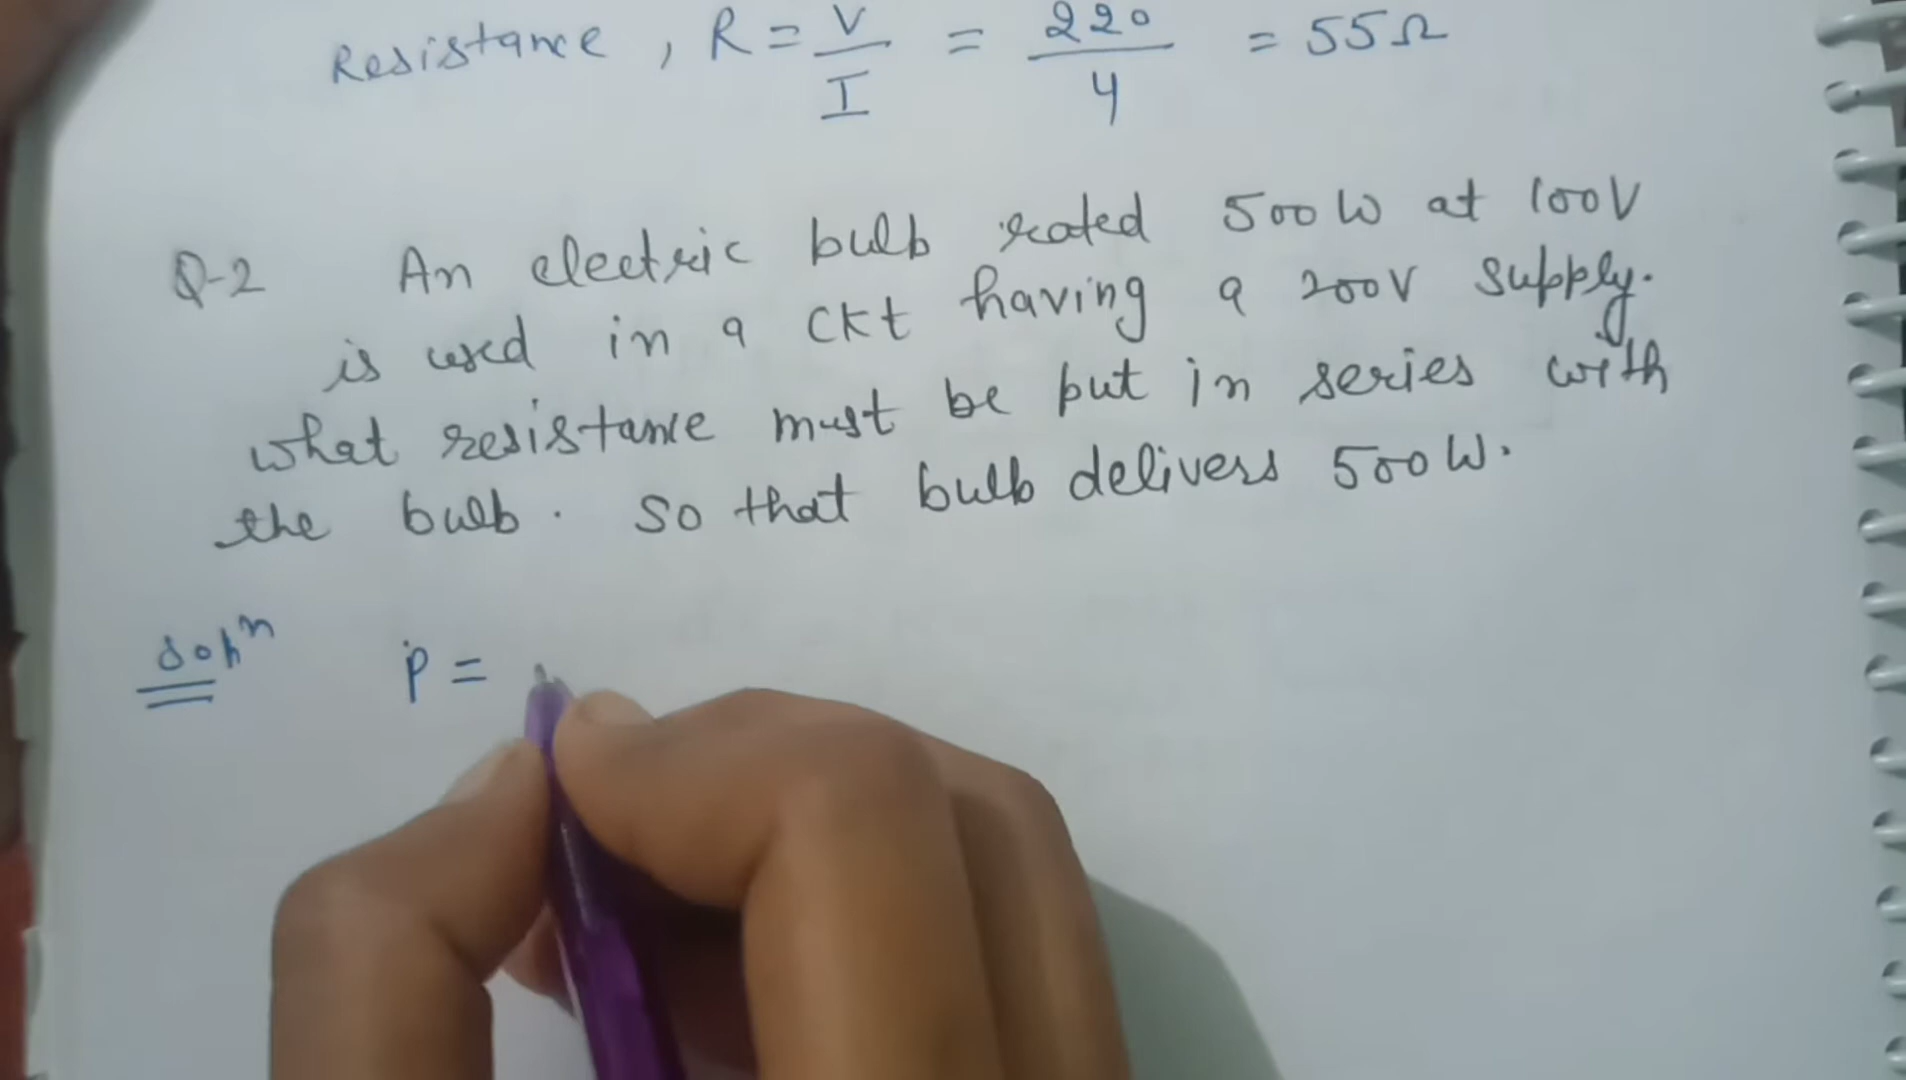 Resistance, R = V/I = 220/4 = 55Ω
Q-2 An electric bulb rated 500W at 100V
is used in a ckt having a 200V supply.
what resistance must be put in series with
the bulb. so that bulb delivers 500W.
Soln P =